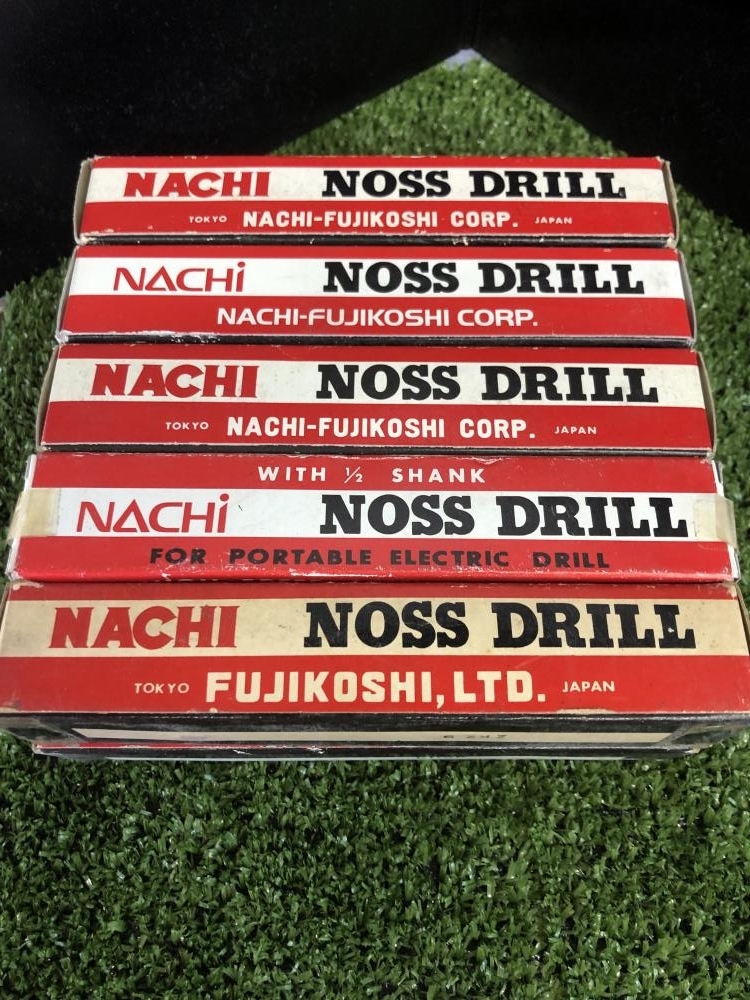 NACHI NOSS DRILL
TOKYO NACHI-FUJIKOSHI CORP. JAPAN
NACHi NOSS DRILL
NACHI-FUJIKOSHI CORP.
NACHI NOSS DRILL
TOKYO NACHI-FUJIKOSHI CORP. JAPAN
WITH ½ SHANK
NACHi NOSS DRILL
FOR PORTABLE ELECTRIC DRILL
NACHI NOSS DRILL
TOKYO FUJIKOSHI, LTD. JAPAN